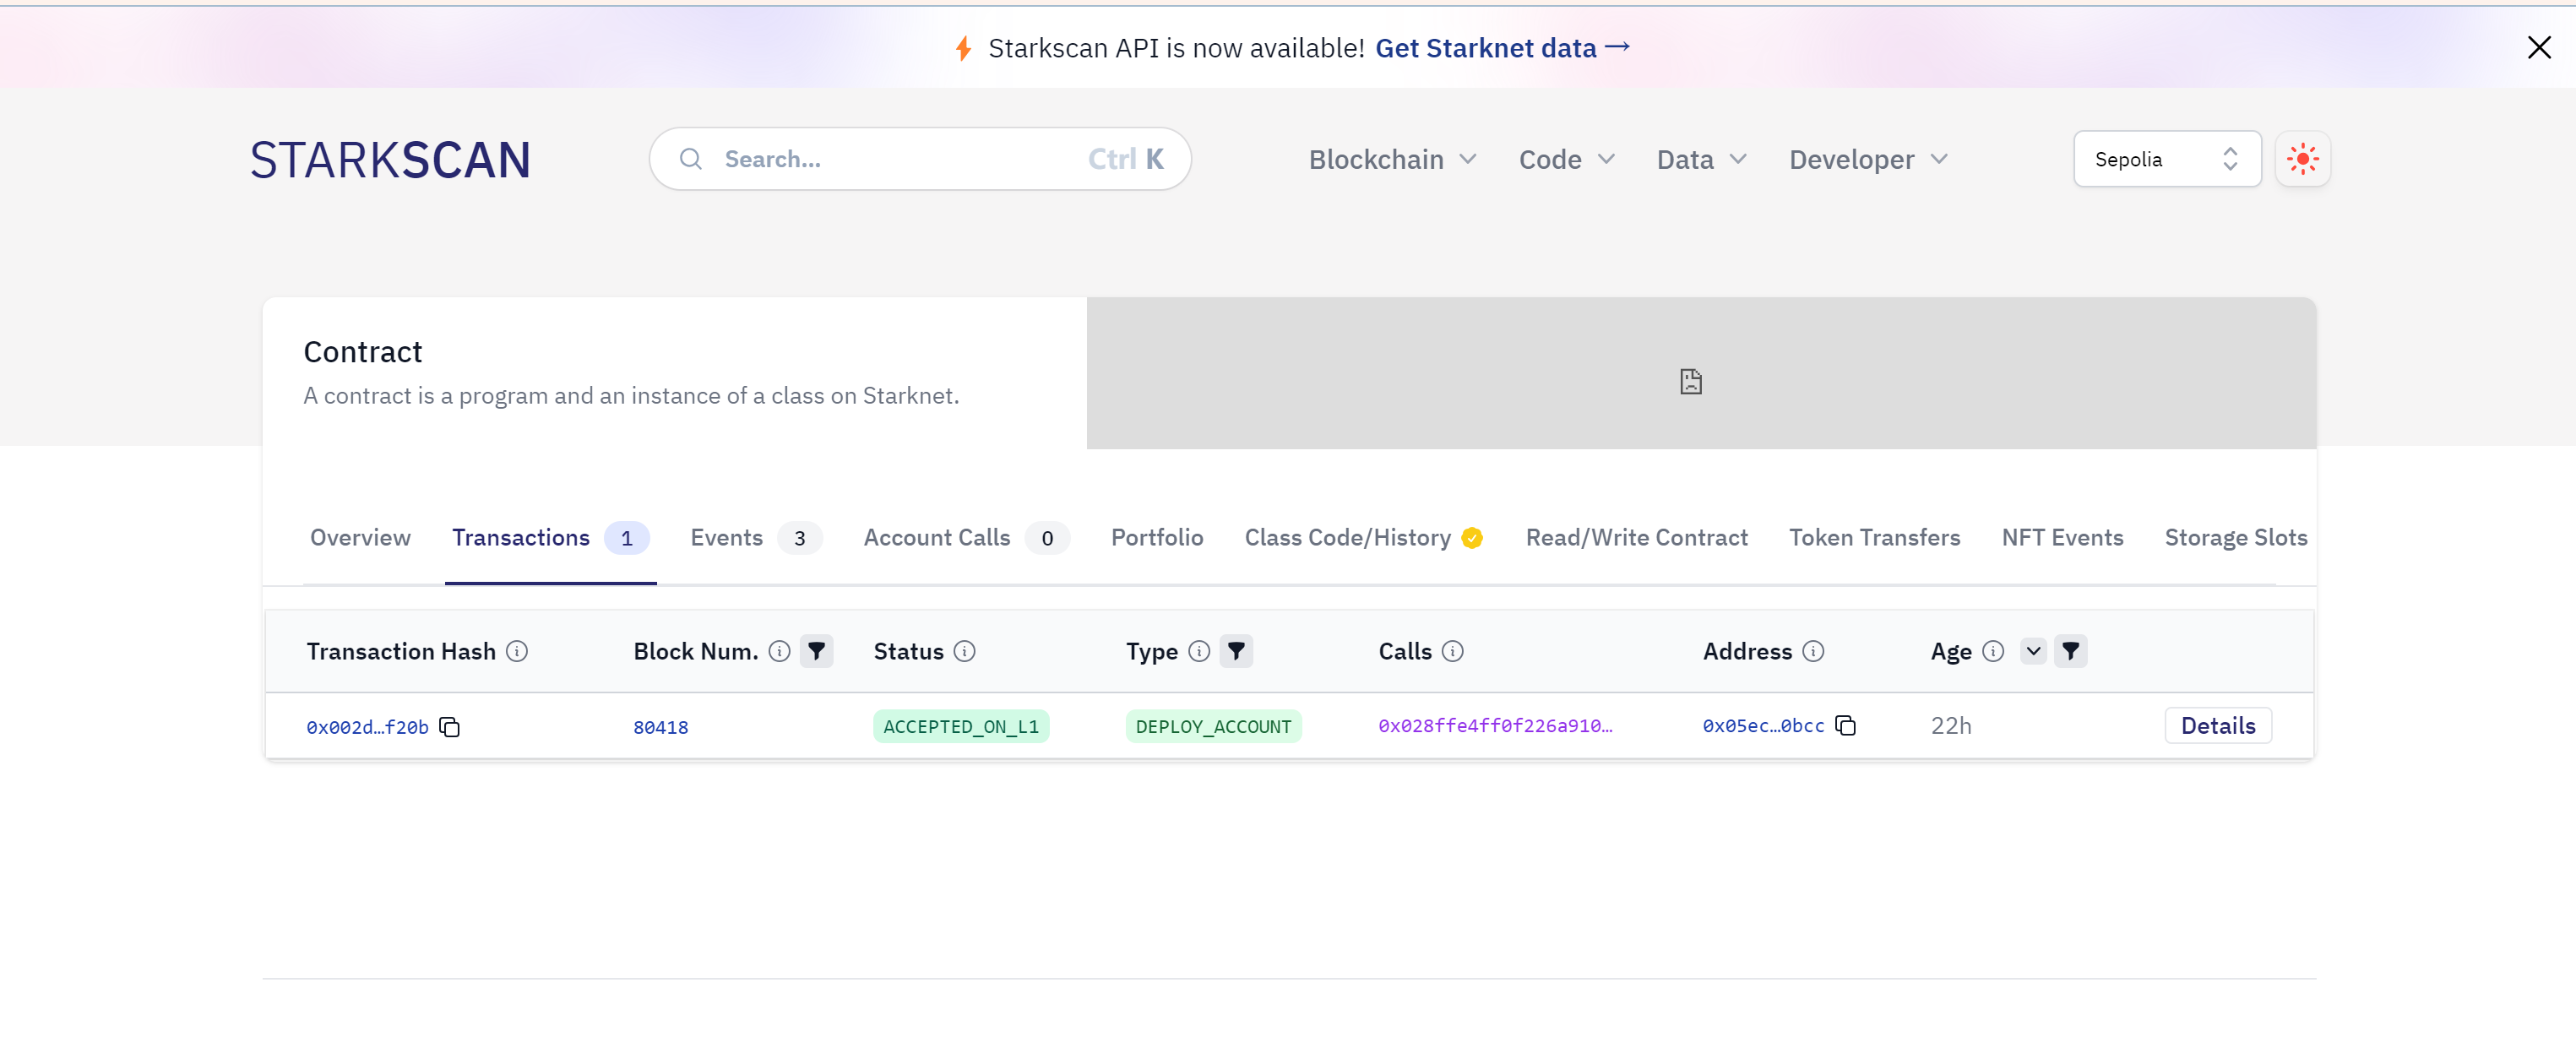 Starkscan API is now available! Get Starknet data →
STARKSCAN
Search...
Ctrl K
Blockchain
Code
Data
Developer
Sepolia
Contract
A contract is a program and an instance of a class on Starknet.
Overview
Transactions 1
Events 3
Account Calls 0
Portfolio
Class Code/History
Read/Write Contract
Token Transfers
NFT Events
Storage Slots
Transaction Hash
Block Num.
Status
Type
Calls
Address
Age
0x002d…f20b
80418
ACCEPTED_ON_L1
DEPLOY_ACCOUNT
0x028ffe4ff0f226a910…
0x05ec…0bcc
22h
Details